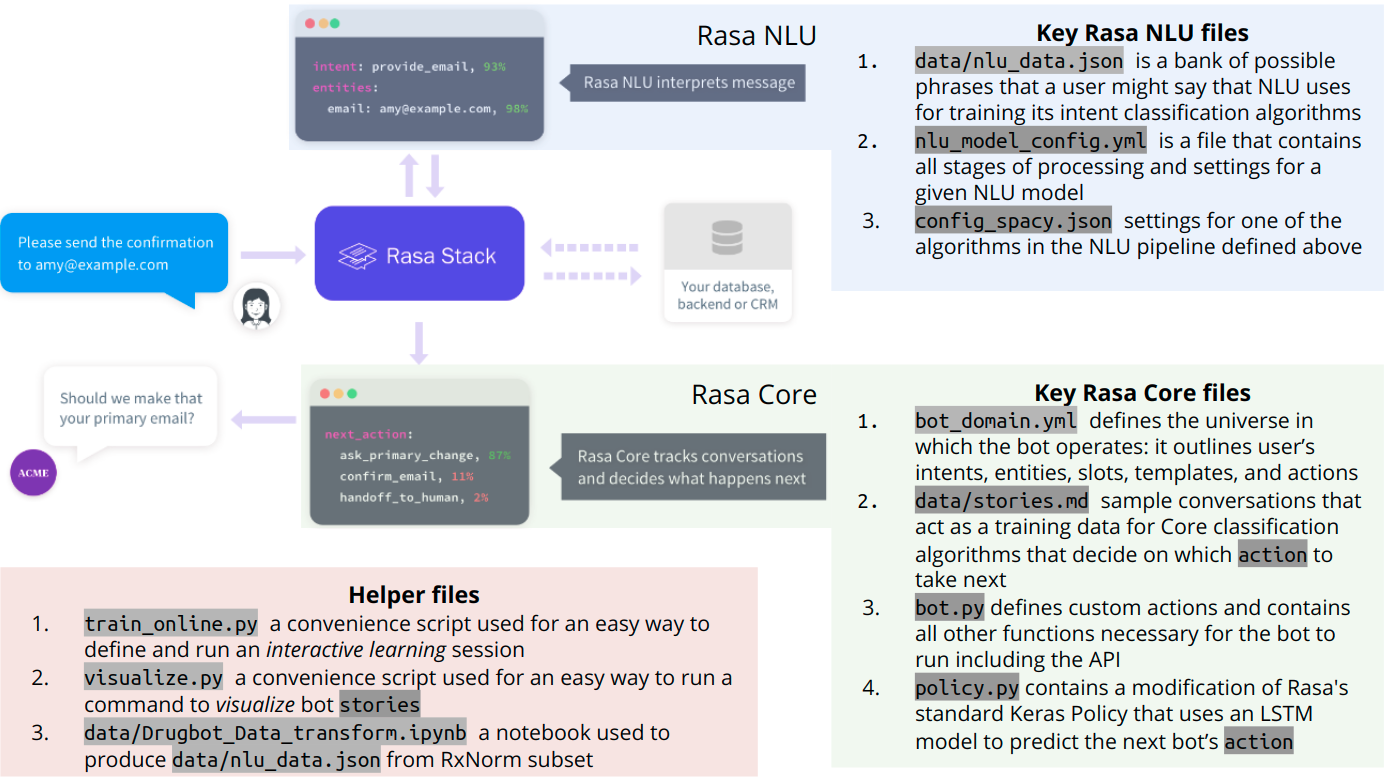 Rasa NLU
intent: provide_email, 93%
entities:
email: amy@example.com, 98%
Rasa NLU interprets message
Key Rasa NLU files
1. data/nlu_data.json is a bank of possible
phrases that a user might say that NLU uses
for training its intent classification algorithms
2. nlu_model_config.yml is a file that contains
all stages of processing and settings for a
given NLU model
3. config_spacy.json settings for one of the
algorithms in the NLU pipeline defined above
Please send the confirmation
to amy@example.com
Rasa Stack
Your database,
backend or CRM
Should we make that
your primary email?
ACME
Rasa Core
next_action:
ask_primary_change, 87%
confirm_email, 11%
handoff_to_human, 2%
Rasa Core tracks conversations
and decides what happens next
Key Rasa Core files
1. bot_domain.yml defines the universe in
which the bot operates: it outlines user’s
intents, entities, slots, templates, and actions
2. data/stories.md sample conversations that
act as a training data for Core classification
algorithms that decide on which action to
take next
3. bot.py defines custom actions and contains
all other functions necessary for the bot to
run including the API
4. policy.py contains a modification of Rasa's
standard Keras Policy that uses an LSTM
model to predict the next bot’s action
Helper files
1. train_online.py a convenience script used for an easy way to
define and run an interactive learning session
2. visualize.py a convenience script used for an easy way to run a
command to visualize bot stories
3. data/Drugbot_Data_transform.ipynb a notebook used to
produce data/nlu_data.json from RxNorm subset